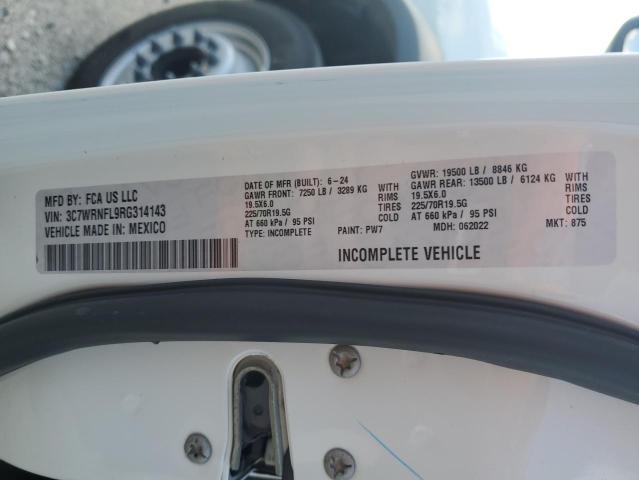 MFD BY: FCA US LLC
VIN: 3C7WRNFL9RG314143
VEHICLE MADE IN: MEXICO
DATE OF MFR (BUILT): 6-24
GAWR FRONT: 7250 LB / 3289 KG WITH
19.5X6.0 RIMS
225/70R19.5G TIRES
AT 660 kPa / 95 PSI COLD
TYPE: INCOMPLETE PAINT: PW7
GVWR: 19500 LB / 8846 KG
GAWR REAR: 13500 LB / 6124 KG WITH
19.5X6.0 RIMS
225/70R19.5G TIRES
AT 660 kPa / 95 PSI COLD
MDH: 062022 MKT: 875
INCOMPLETE VEHICLE